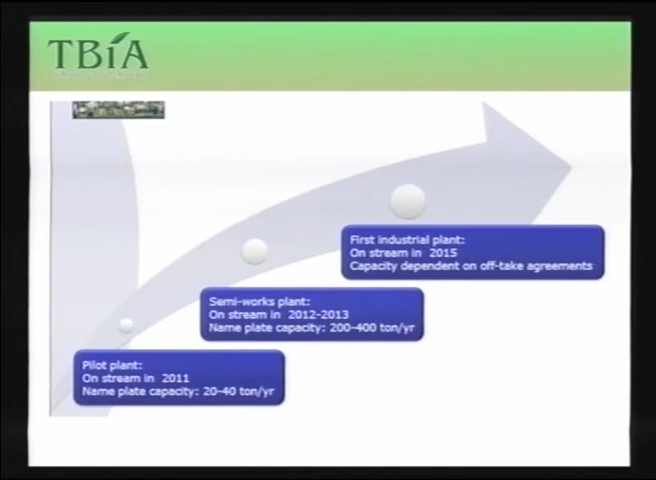 TBiA
First industrial plant:
On stream in 2015
Capacity dependent on off-take agreements
Semi-works plant:
On stream in 2012-2013
Name plate capacity: 200-400 ton/yr
Pilot plant:
On stream in 2011
Name plate capacity: 20-40 ton/yr